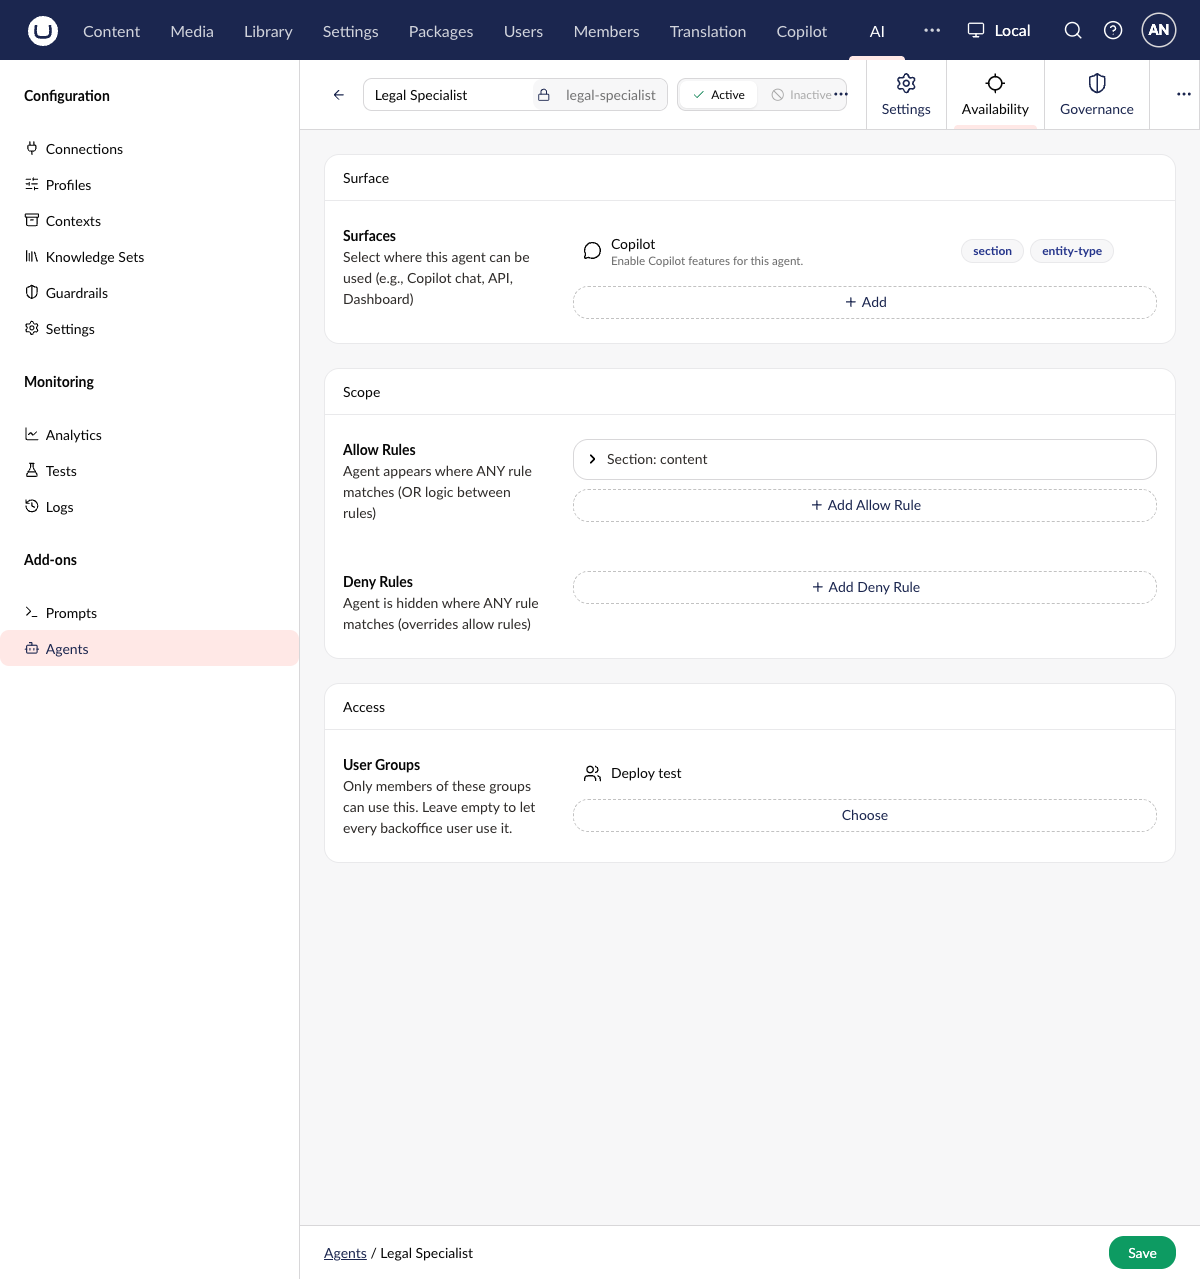 Content
Media
Library
Settings
Packages
Users
Members
Translation
Copilot
AI
Local
AN
Configuration
Connections
Profiles
Contexts
Knowledge Sets
Guardrails
Settings
Monitoring
Analytics
Tests
Logs
Add-ons
Prompts
Agents
Legal Specialist
legal-specialist
Active
Inactive
Settings
Availability
Governance
Surface
Surfaces
Select where this agent can be
used (e.g., Copilot chat, API,
Dashboard)
Copilot
Enable Copilot features for this agent.
section
entity-type
+ Add
Scope
Allow Rules
Agent appears where ANY rule
matches (OR logic between
rules)
Section: content
+ Add Allow Rule
Deny Rules
Agent is hidden where ANY rule
matches (overrides allow rules)
+ Add Deny Rule
Access
User Groups
Only members of these groups
can use this. Leave empty to let
every backoffice user use it.
Deploy test
Choose
Agents / Legal Specialist
Save